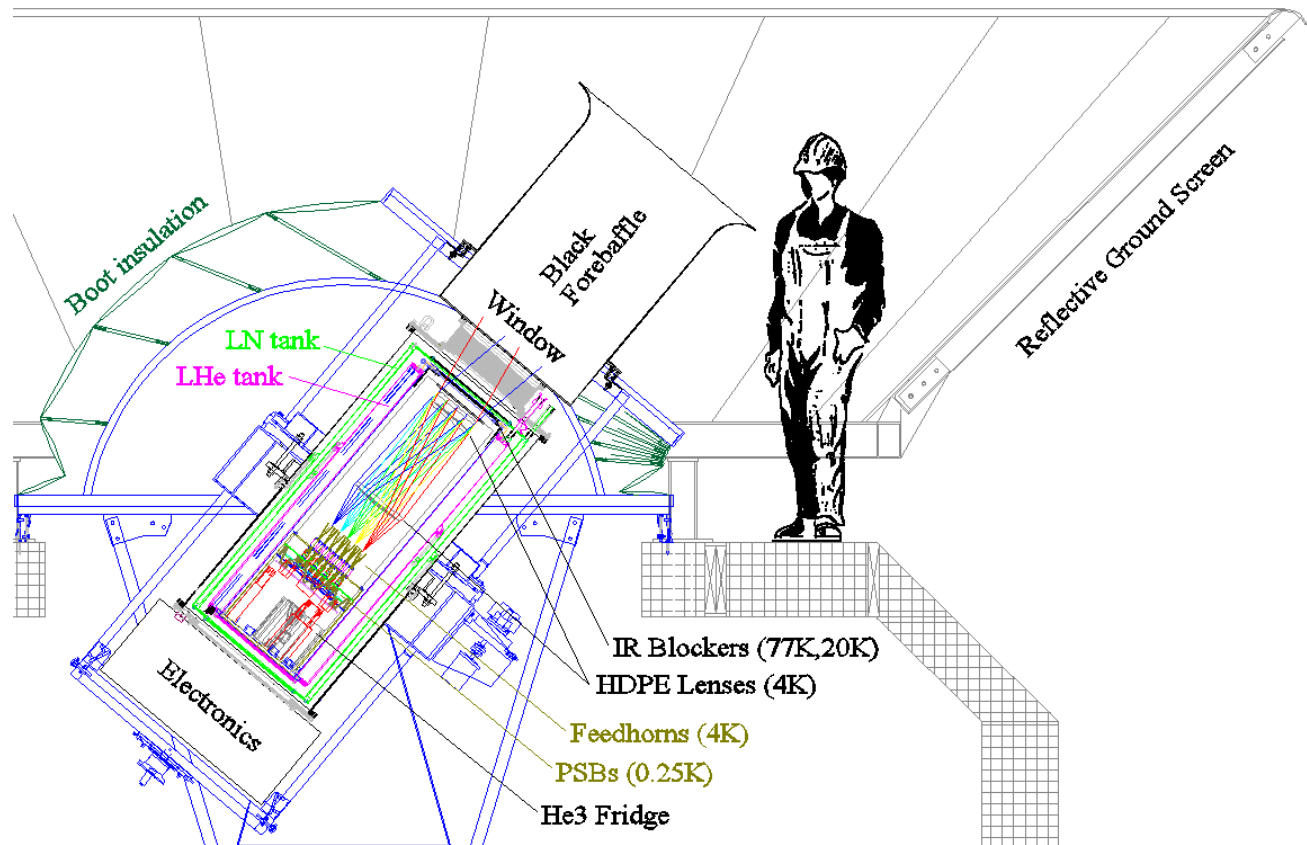 Boot insulation
Black
Forebaffle
Window
Reflective Ground Screen
LN tank
LHe tank
IR Blockers (77K,20K)
HDPE Lenses (4K)
Electronics
Feedhorns (4K)
PSBs (0.25K)
He3 Fridge